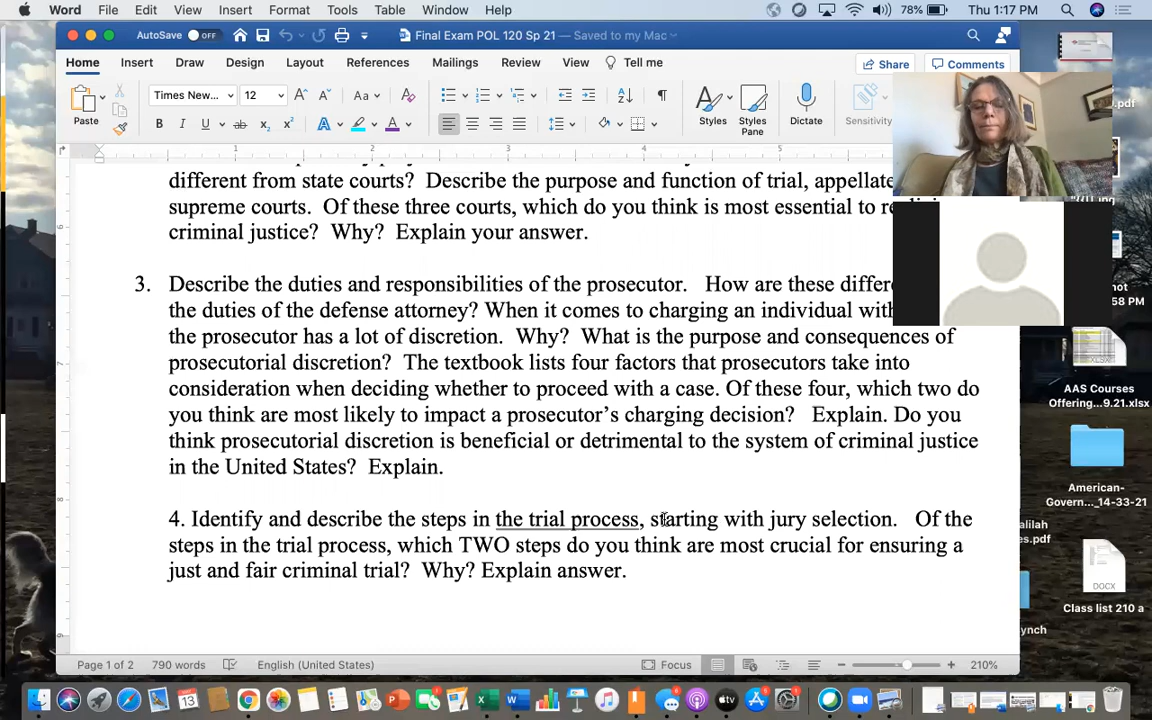 Word File Edit View Insert Format Tools Table Window Help 78% Thu 1:17 PM
AutoSave OFF Final Exam POL 120 Sp 21 — Saved to my Mac
Home Insert Draw Design Layout References Mailings Review View Tell me Share Comments
Times New... 12
Paste Styles Styles Pane Dictate Sensitivity
1 2 3 4 5
different from state courts? Describe the purpose and function of trial, appellate
supreme courts. Of these three courts, which do you think is most essential to
criminal justice? Why? Explain your answer.
3. Describe the duties and responsibilities of the prosecutor. How are these
the duties of the defense attorney? When it comes to charging an individual with
the prosecutor has a lot of discretion. Why? What is the purpose and consequences of
prosecutorial discretion? The textbook lists four factors that prosecutors take into
consideration when deciding whether to proceed with a case. Of these four, which two do
you think are most likely to impact a prosecutor's charging decision? Explain. Do you
think prosecutorial discretion is beneficial or detrimental to the system of criminal justice
in the United States? Explain.
4. Identify and describe the steps in the trial process, starting with jury selection. Of the
steps in the trial process, which TWO steps do you think are most crucial for ensuring a
just and fair criminal trial? Why? Explain answer.
Page 1 of 2 790 words English (United States) Focus 210%
.pdf
58 PM
XLSX
AAS Courses
Offering...9.21.xlsx
American-
Govern..._14-33-21
DOCX
Class list 210 a